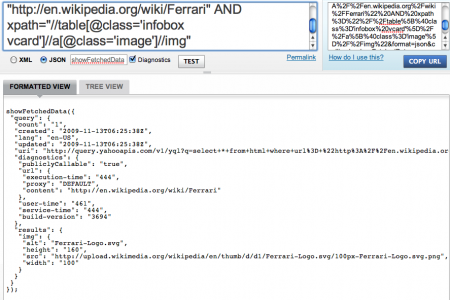 "http://en.wikipedia.org/wiki/Ferrari" AND
xpath="//table[@class='infobox
vcard']//a[@class='image']//img"
A%2F%2Fen.wikipedia.org%2Fwiki
%2FFerrari%22%20AND%20xpath
%3D%22%2F%2Ftable%5B%40class
%3D'infobox%20vcard'%5D%2F%2
Fa%5B%40class%3D'image'%5D%2
F%2Fimg%22&format=json&c
XML JSON showFetchedData Diagnostics TEST
Permalink
How do I use this? COPY URL
FORMATTED VIEW TREE VIEW
showFetchedData({
"query": {
"count": "1",
"created": "2009-11-13T06:25:38Z",
"lang": "en-US",
"updated": "2009-11-13T06:25:38Z",
"uri": "http://query.yahooapis.com/v1/yql?q=select+*+from+html+where+url%3D+%22http%3A%2F%2Fen.wikipedia.or
"diagnostics": {
"publiclyCallable": "true",
"url": {
"execution-time": "444",
"proxy": "DEFAULT",
"content": "http://en.wikipedia.org/wiki/Ferrari"
},
"user-time": "461",
"service-time": "444",
"build-version": "3694"
},
"results": {
"img": {
"alt": "Ferrari-Logo.svg",
"height": "160",
"src": "http://upload.wikimedia.org/wikipedia/en/thumb/d/d1/Ferrari-Logo.svg/100px-Ferrari-Logo.svg.png",
"width": "100"
}
}
}
});